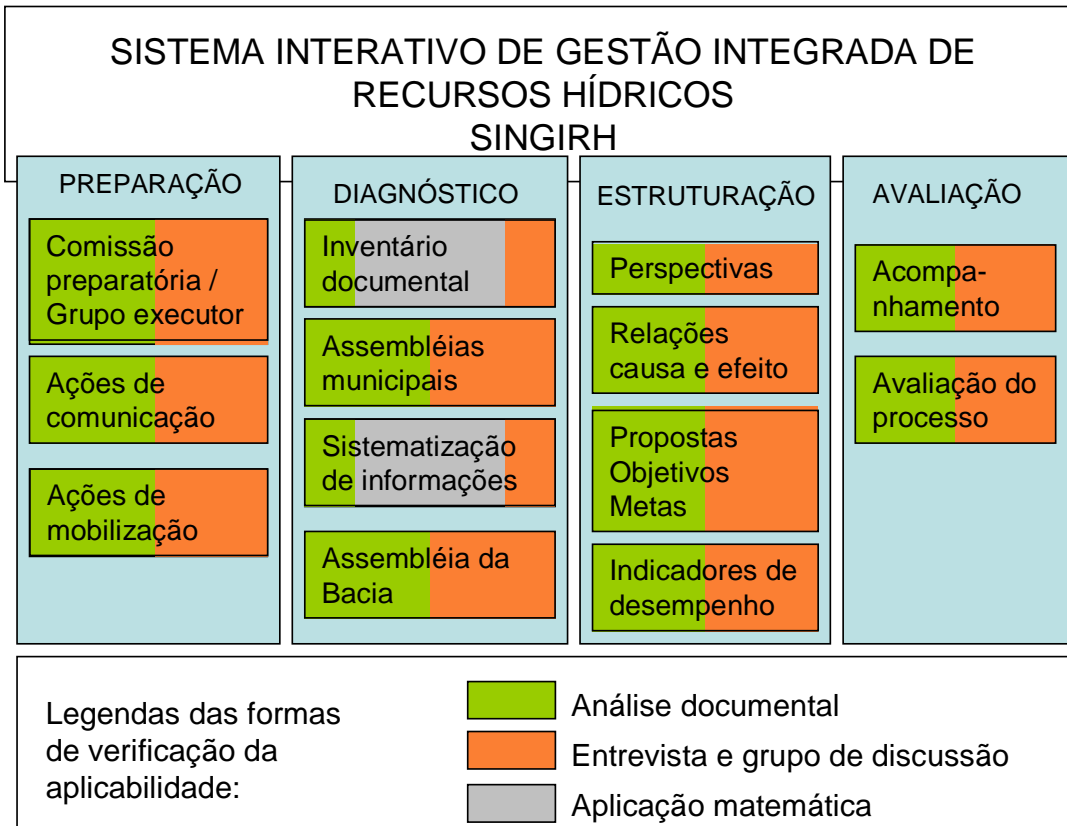 SISTEMA INTERATIVO DE GESTÃO INTEGRADA DE
RECURSOS HÍDRICOS
SINGIRH
PREPARAÇÃO
Comissão
preparatória /
Grupo executor
Ações de
comunicação
Ações de
mobilização
DIAGNÓSTICO
Inventário
documental
Assembléias
municipais
Sistematização
de informações
Assembléia da
Bacia
ESTRUTURAÇÃO
Perspectivas
Relações
causa e efeito
Propostas
Objetivos
Metas
Indicadores de
desempenho
AVALIAÇÃO
Acompa-
nhamento
Avaliação do
processo
Legendas das formas
de verificação da
aplicabilidade:
Análise documental
Entrevista e grupo de discussão
Aplicação matemática